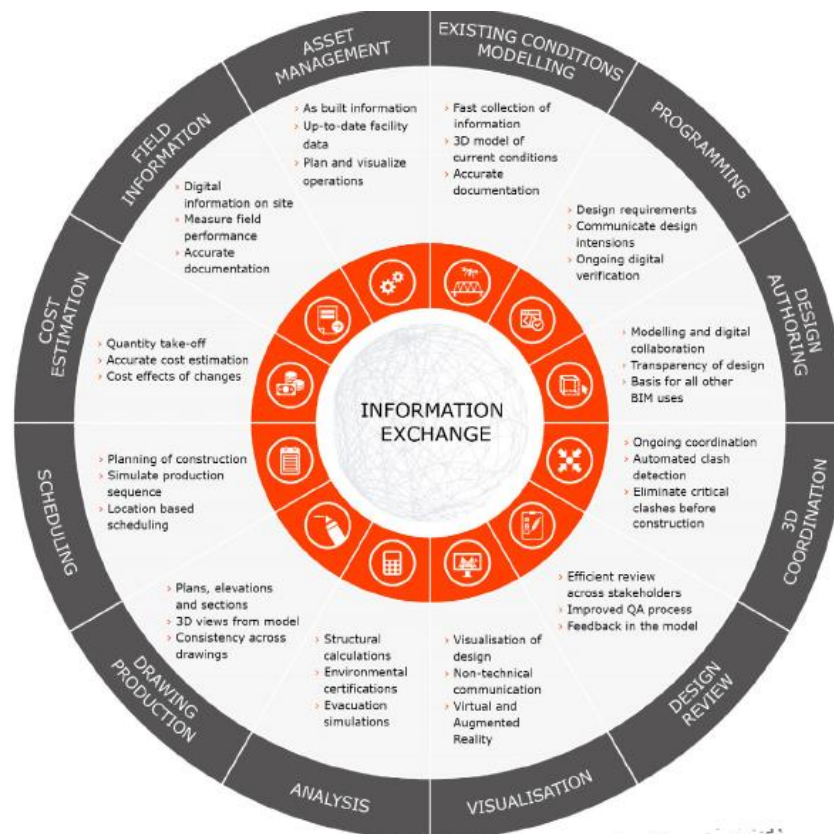 EXISTING CONDITIONS
MODELLING
› Fast collection of
information
› 3D model of
current conditions
› Accurate
documentation
PROGRAMMING
› Design requirements
› Communicate design
intensions
› Ongoing digital
verification
DESIGN
AUTHORING
› Modelling and digital
collaboration
› Transparency of design
› Basis for all other
BIM uses
3D
COORDINATION
› Ongoing coordination
› Automated clash
detection
› Eliminate critical
clashes before
construction
DESIGN
REVIEW
› Efficient review
across stakeholders
› Improved QA process
› Feedback in the model
VISUALISATION
› Visualisation of
design
› Non-technical
communication
› Virtual and
Augmented
Reality
ANALYSIS
› Structural
calculations
› Environmental
certifications
› Evacuation
simulations
DRAWING
PRODUCTION
› Plans, elevations
and sections
› 3D views from model
› Consistency across
drawings
SCHEDULING
› Planning of construction
› Simulate production
sequence
› Location based
scheduling
COST
ESTIMATION
› Quantity take-off
› Accurate cost estimation
› Cost effects of changes
FIELD
INFORMATION
› Digital
information on site
› Measure field
performance
› Accurate
documentation
ASSET
MANAGEMENT
› As built information
› Up-to-date facility
data
› Plan and visualize
operations
INFORMATION
EXCHANGE